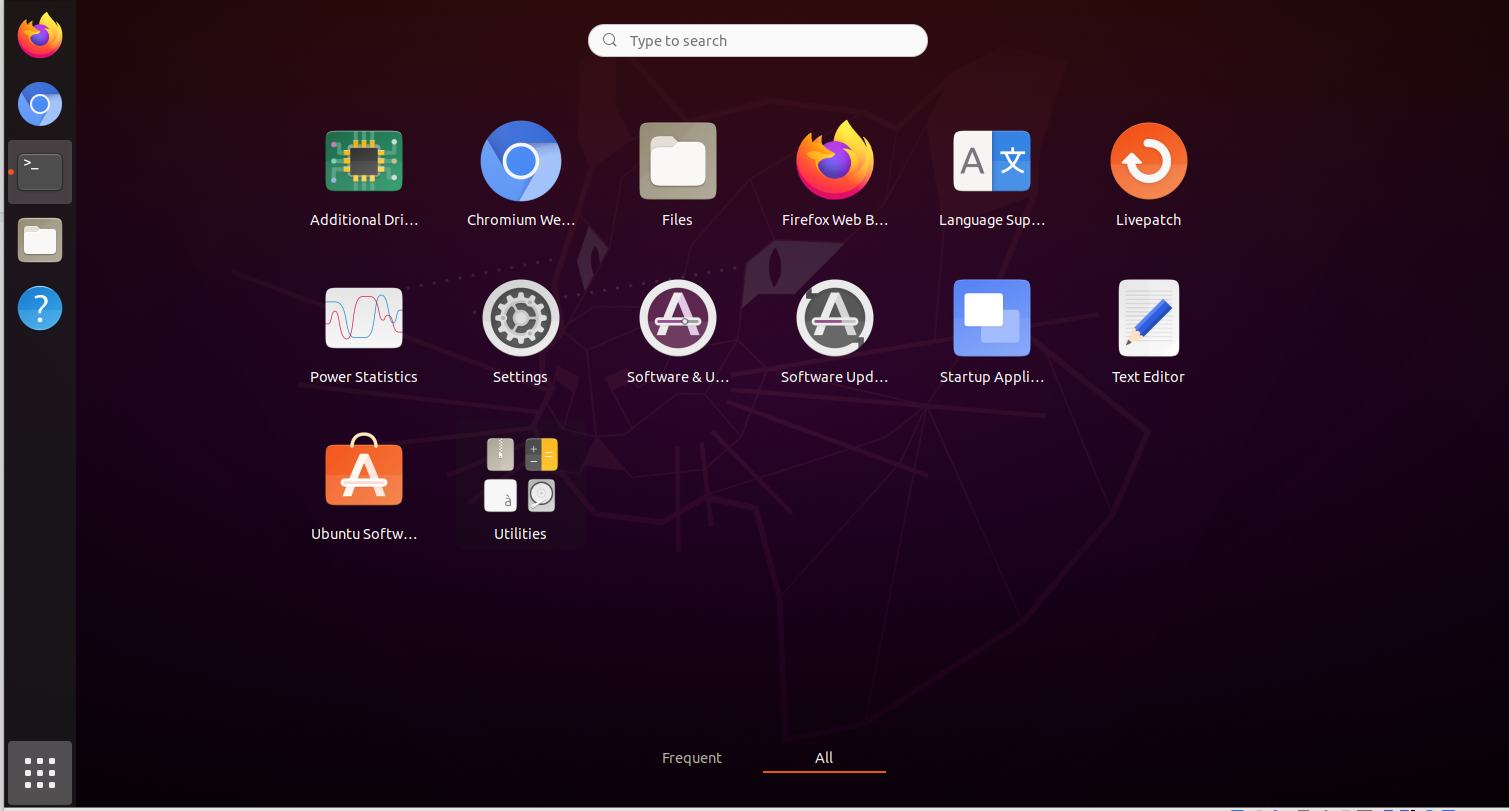 Type to search
Additional Dri...
Chromium We...
Files
Firefox Web B...
Language Sup...
Livepatch
Power Statistics
Settings
Software & U...
Software Upd...
Startup Appli...
Text Editor
Ubuntu Softw...
Utilities
Frequent
All